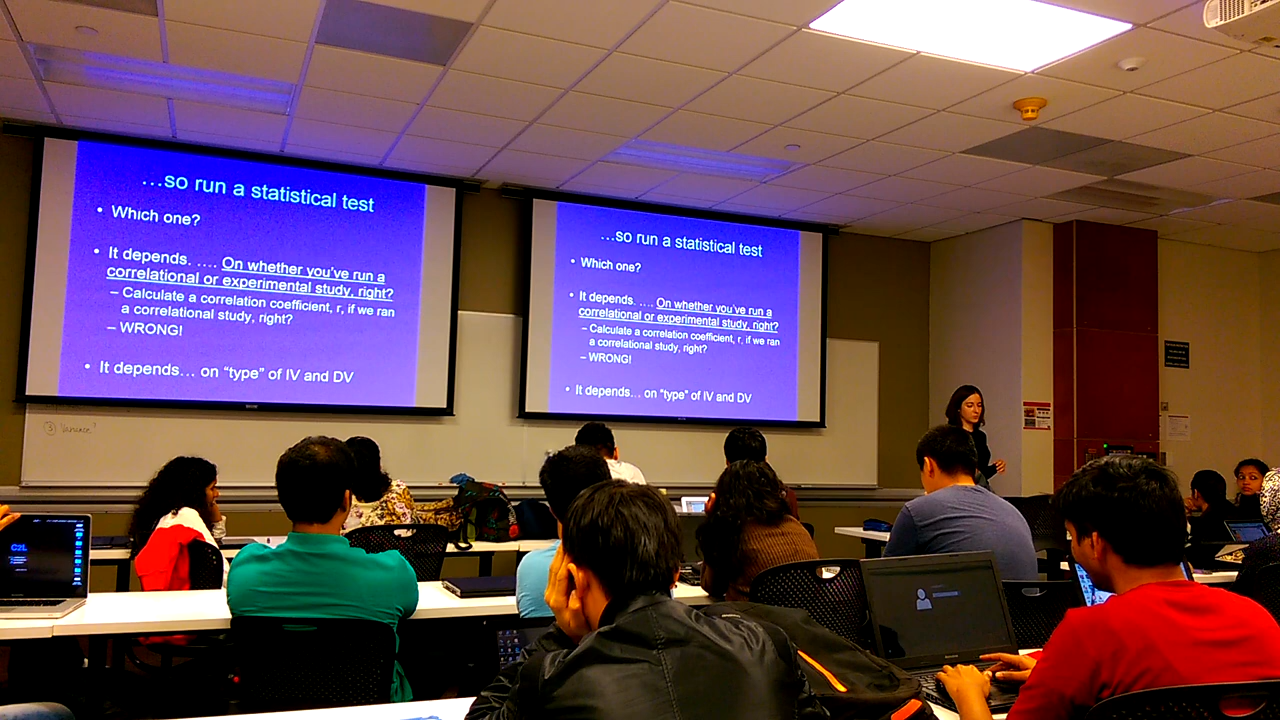 ...so run a statistical test
• Which one?
• It depends. .... On whether you've run a
correlational or experimental study, right?
– Calculate a correlation coefficient, r, if we ran
a correlational study, right?
– WRONG!
• It depends... on "type" of IV and DV
...so run a statistical test
• Which one?
• It depends. .... On whether you've run a
correlational or experimental study, right?
– Calculate a correlation coefficient, r, if we ran
a correlational study, right?
– WRONG!
• It depends... on "type" of IV and DV
③ Variance?
C2L